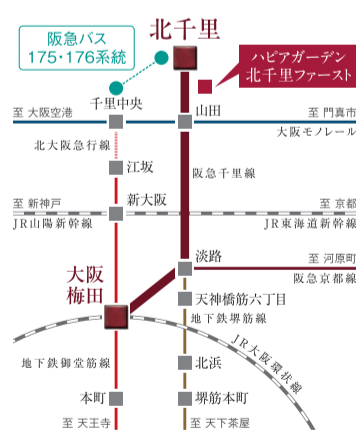 北千里
阪急バス
175・176系統
ハピアガーデン
北千里ファースト
千里中央
至 大阪空港
山田
至 門真市
大阪モノレール
北大阪急行線
江坂
阪急千里線
至 新神戸
新大阪
至 京都
JR山陽新幹線
JR東海道新幹線
淡路
至 河原町
阪急京都線
大阪
梅田
天神橋筋六丁目
地下鉄堺筋線
JR大阪環状線
地下鉄御堂筋線
北浜
本町
堺筋本町
至 天王寺
至 天下茶屋